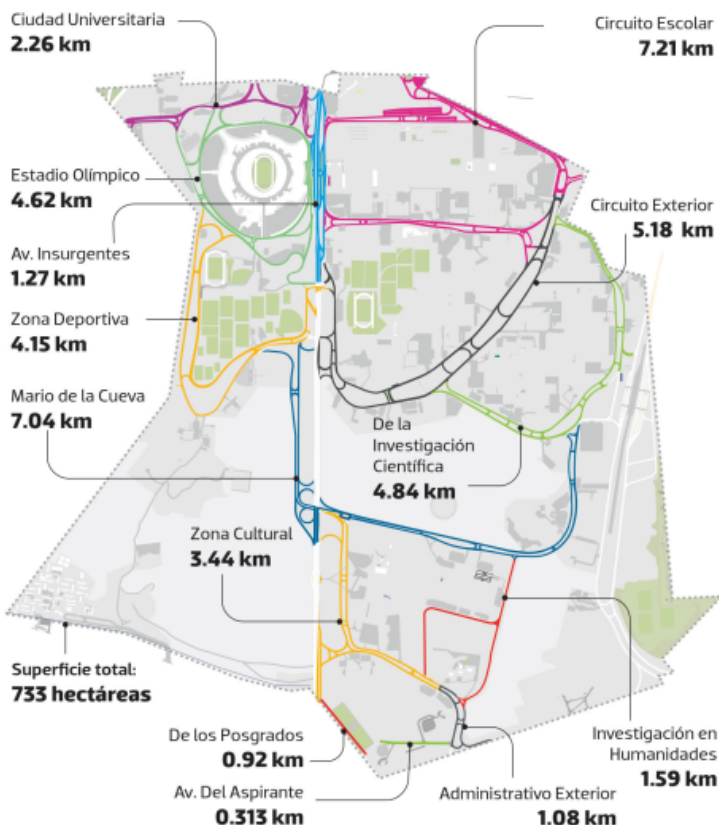 Ciudad Universitaria
2.26 km
Circuito Escolar
7.21 km
Estadio Olímpico
4.62 km
Circuito Exterior
5.18 km
Av. Insurgentes
1.27 km
Zona Deportiva
4.15 km
Mario de la Cueva
7.04 km
De la
Investigación
Científica
4.84 km
Zona Cultural
3.44 km
Superficie total:
733 hectáreas
De los Posgrados
0.92 km
Investigación en
Humanidades
1.59 km
Av. Del Aspirante
0.313 km
Administrativo Exterior
1.08 km